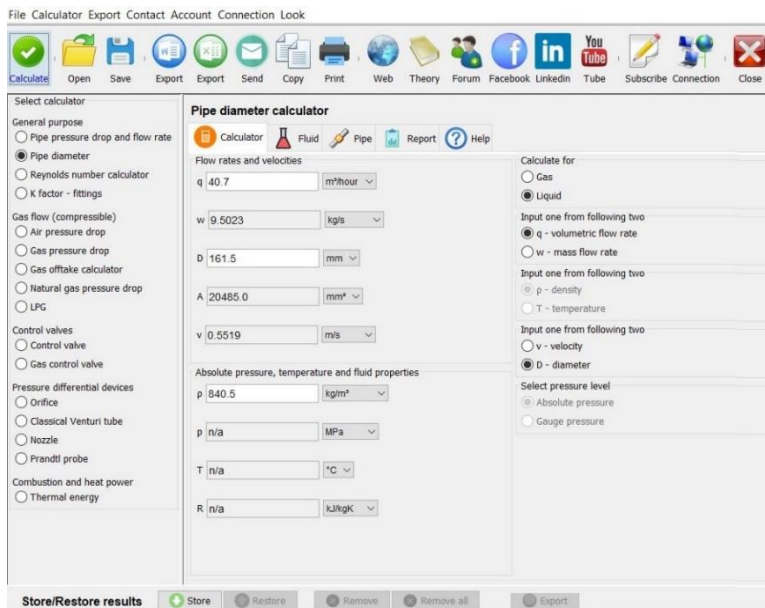 File Calculator Export Contact Account Connection Look
Calculate Open Save Export Export Send Copy Print Web Theory Forum Facebook Linkedin Tube Subscribe Connection Close
You
Tube
f
in
Select calculator
General purpose
Pipe pressure drop and flow rate
Pipe diameter
Reynolds number calculator
K factor - fittings
Gas flow (compressible)
Air pressure drop
Gas pressure drop
Gas offtake calculator
Natural gas pressure drop
LPG
Control valves
Control valve
Gas control valve
Pressure differential devices
Orifice
Classical Venturi tube
Nozzle
Prandtl probe
Combustion and heat power
Thermal energy
Pipe diameter calculator
Calculator Fluid Pipe Report Help
Flow rates and velocities
q 40.7 m³/hour
w 9.5023 kg/s
D 161.5 mm
A 20485.0 mm²
v 0.5519 m/s
Absolute pressure, temperature and fluid properties
ρ 840.5 kg/m³
p n/a MPa
T n/a °C
R n/a kJ/kgK
Calculate for
Gas
Liquid
Input one from following two
q - volumetric flow rate
w - mass flow rate
Input one from following two
ρ - density
T - temperature
Input one from following two
v - velocity
D - diameter
Select pressure level
Absolute pressure
Gauge pressure
Store/Restore results Store Restore Remove Remove all Export